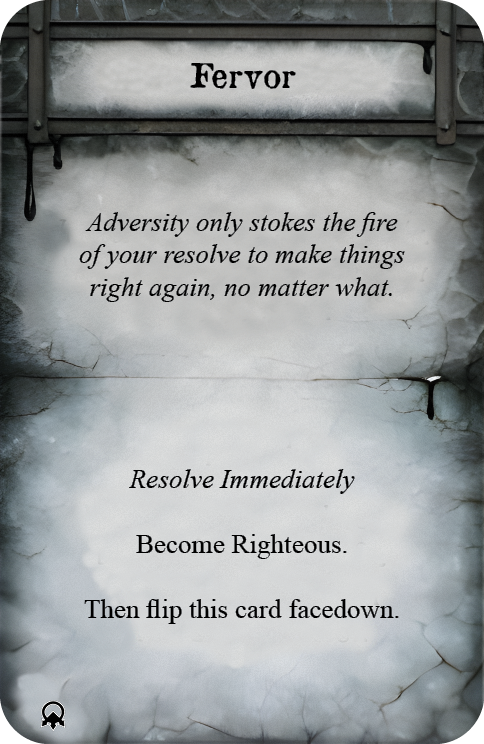 Fervor
Adversity only stokes the fire
of your resolve to make things
right again, no matter what.
Resolve Immediately
Become Righteous.
Then flip this card facedown.